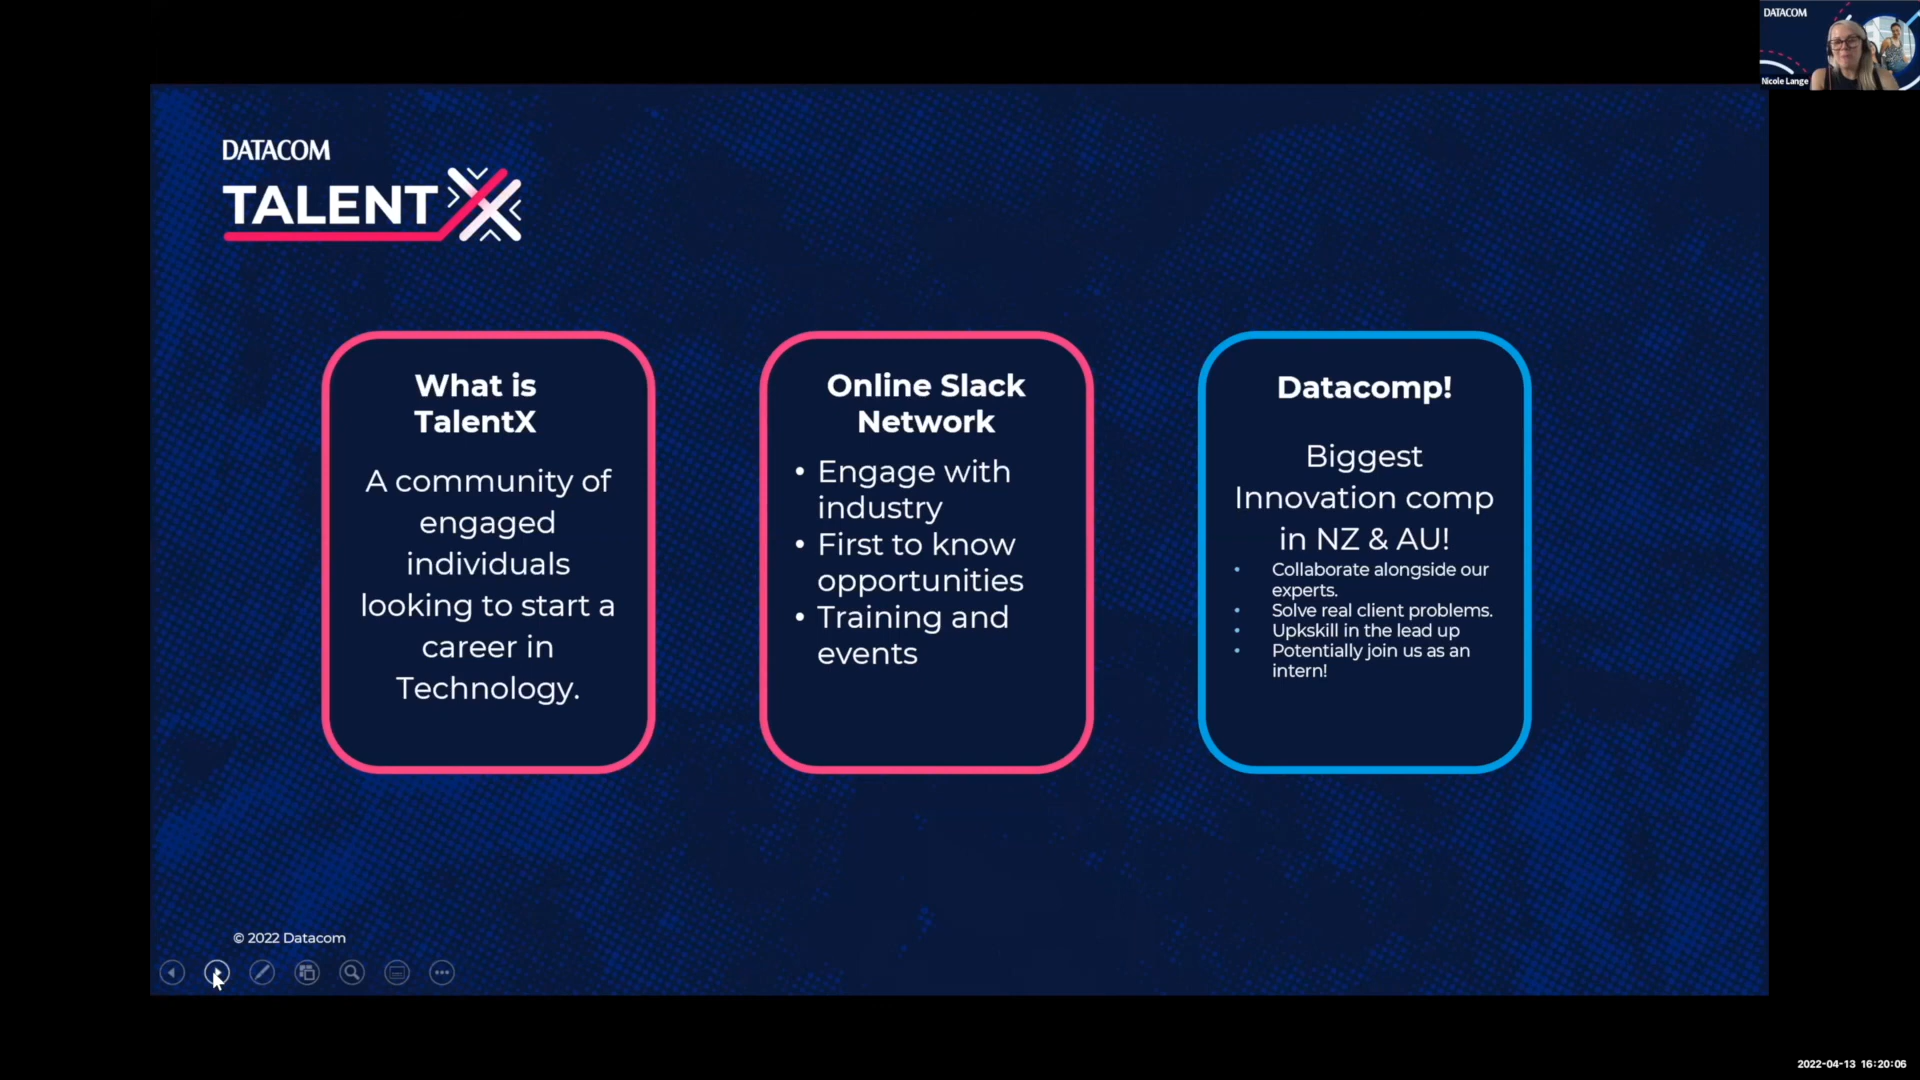 DATACOM
Nicole Lange
DATACOM
TALENTX
What is
TalentX
A community of
engaged
individuals
looking to start a
career in
Technology.
Online Slack
Network
• Engage with
industry
• First to know
opportunities
• Training and
events
Datacomp!
Biggest
Innovation comp
in NZ & AU!
• Collaborate alongside our
experts.
• Solve real client problems.
• Upkskill in the lead up
• Potentially join us as an
intern!
© 2022 Datacom
2022-04-13 16:20:06